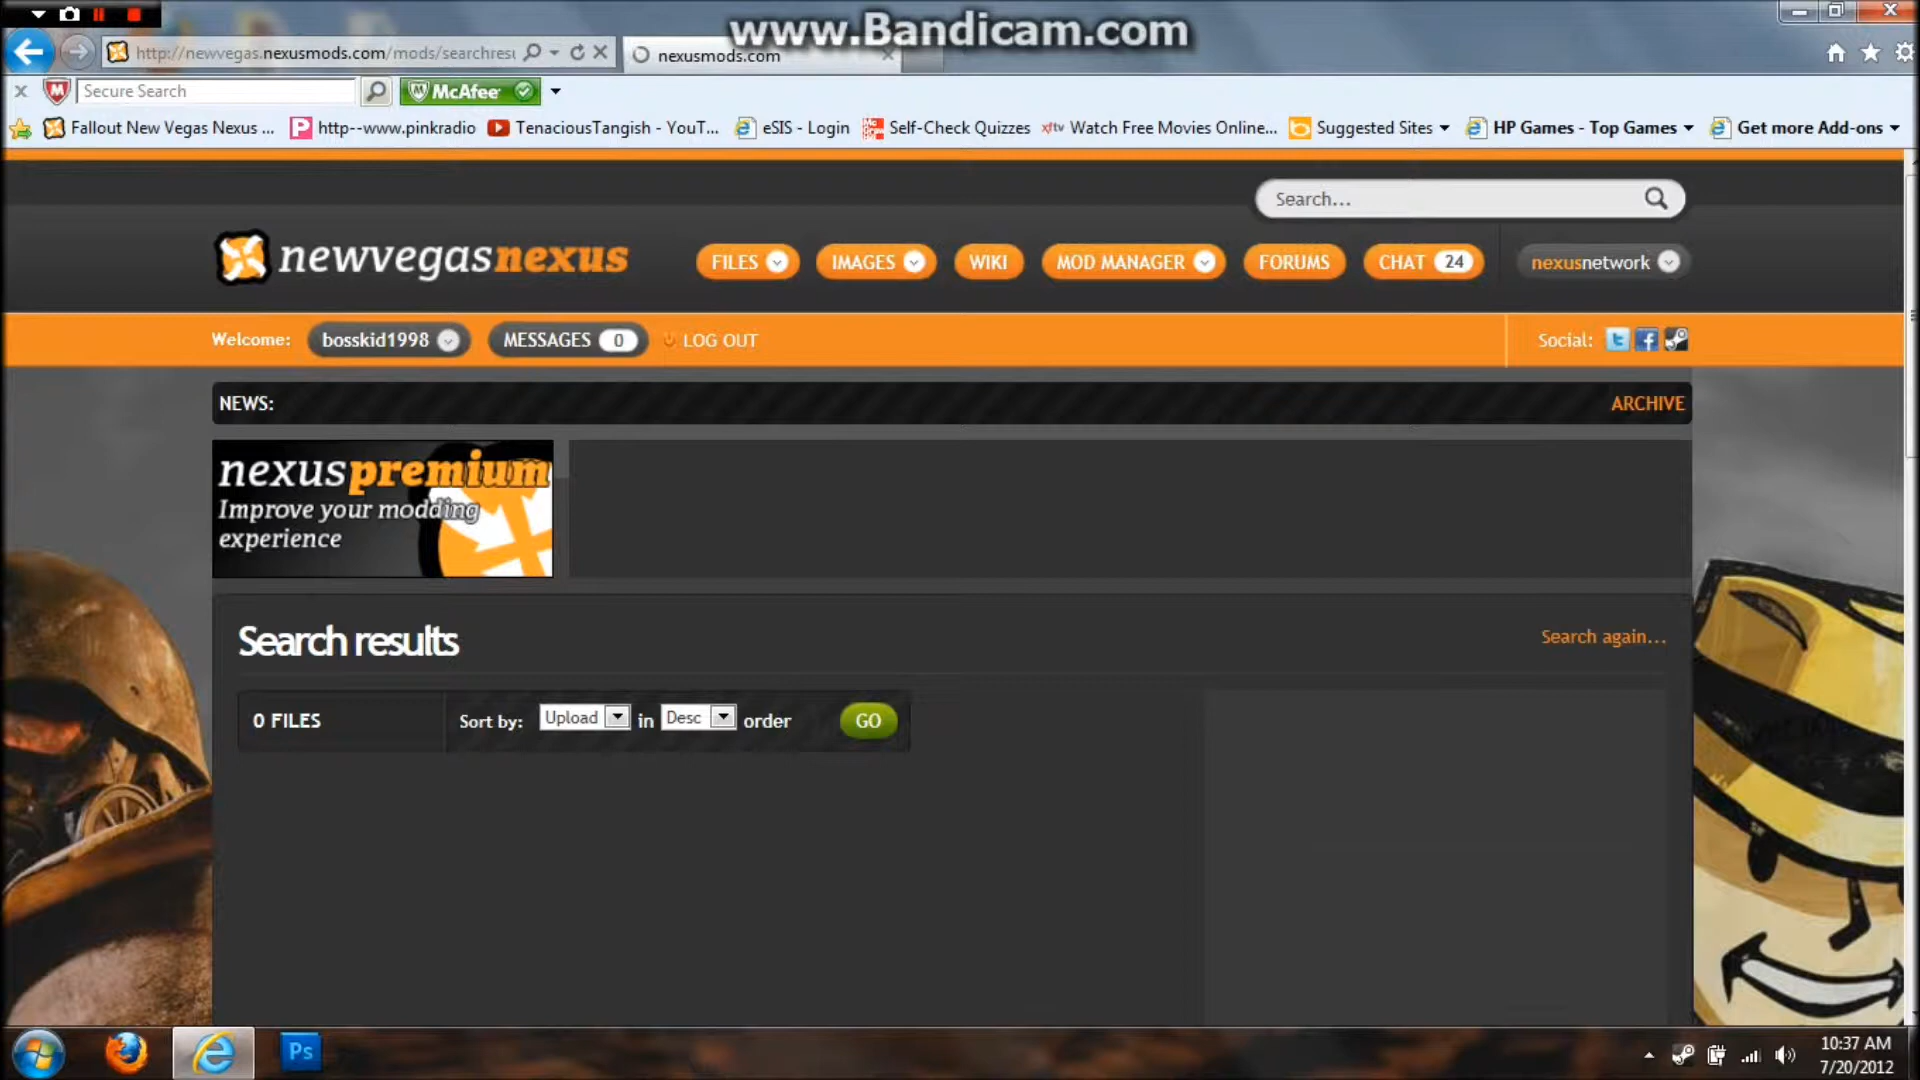 www.Bandicam.com
http://newvegas.nexusmods.com/mods/searchresu
nexusmods.com
Secure Search
McAfee
Fallout New Vegas Nexus ...
http--www.pinkradio
TenaciousTangish - YouT...
eSIS - Login
Self-Check Quizzes
xftv Watch Free Movies Online...
Suggested Sites
HP Games - Top Games
Get more Add-ons
Search...
newvegasnexus
FILES
IMAGES
WIKI
MOD MANAGER
FORUMS
CHAT 24
nexusnetwork
Welcome: bosskid1998
MESSAGES 0
LOG OUT
Social:
NEWS:
ARCHIVE
nexuspremium
Improve your modding
experience
Search results
Search again...
0 FILES
Sort by: Upload in Desc order
GO
Ps
10:37 AM
7/20/2012